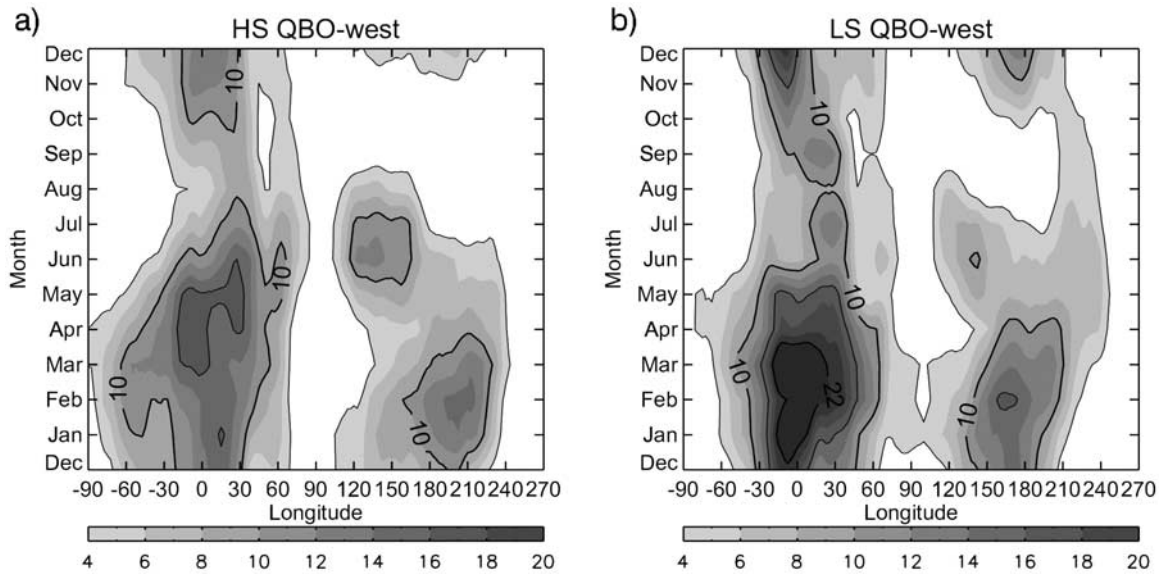 a)
HS QBO-west
Dec
Nov
Oct
Sep
Aug
Jul
Jun
May
Apr
Mar
Feb
Jan
Dec
Month
10
10
10
10
-90 -60 -30 0 30 60 90 120 150 180 210 240 270
Longitude
4 6 8 10 12 14 16 18 20
b)
LS QBO-west
Dec
Nov
Oct
Sep
Aug
Jul
Jun
May
Apr
Mar
Feb
Jan
Dec
Month
10
10
10
22
10
-90 -60 -30 0 30 60 90 120 150 180 210 240 270
Longitude
4 6 8 10 12 14 16 18 20